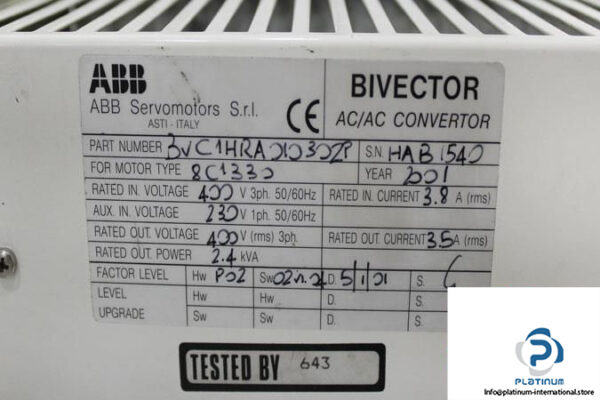 ABB
ABB Servomotors S.r.l.
ASTI - ITALY
CE
BIVECTOR
AC/AC CONVERTOR
PART NUMBER BVC1HRA01030ZP S.N. HAB 1540
FOR MOTOR TYPE 8C1330 YEAR 2001
RATED IN. VOLTAGE 400 V 3ph. 50/60Hz RATED IN. CURRENT 3.8 A (rms)
AUX. IN. VOLTAGE 230 V 1ph. 50/60Hz
RATED OUT. VOLTAGE 400 V (rms) 3ph. RATED OUT. CURRENT 3.5 A (rms)
RATED OUT. POWER 2.4 kVA
FACTOR LEVEL Hw P02 Sw D. 5/1/01 S.
LEVEL Hw Hw D. S.
UPGRADE Sw Sw D. S.
TESTED BY 643
PLATINUM
https://platinum-international.store